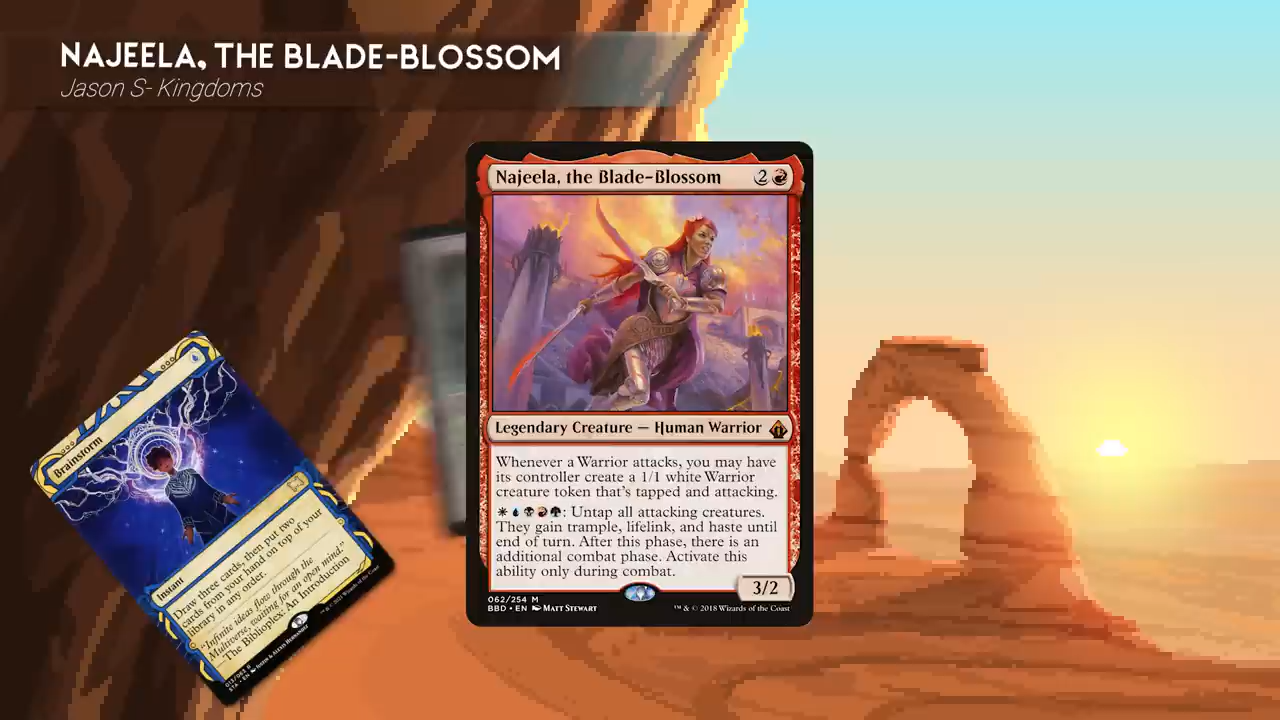 NAJEELA, THE BLADE-BLOSSOM
Jason S- Kingdoms
Najeela, the Blade-Blossom 2
Legendary Creature — Human Warrior
Whenever a Warrior attacks, you may have
its controller create a 1/1 white Warrior
creature token that's tapped and attacking.
: Untap all attacking creatures.
They gain trample, lifelink, and haste until
end of turn. After this phase, there is an
additional combat phase. Activate this
ability only during combat.
3/2
062/254 M
BBD • EN Matt Stewart
™ & © 2018 Wizards of the Coast
Brainstorm
Instant
Draw three cards, then put two
cards from your hand on top of your
library in any order.
"Infinite ideas flow through the
Multiverse, waiting for an open mind."
—The Biblioplex: An Introduction